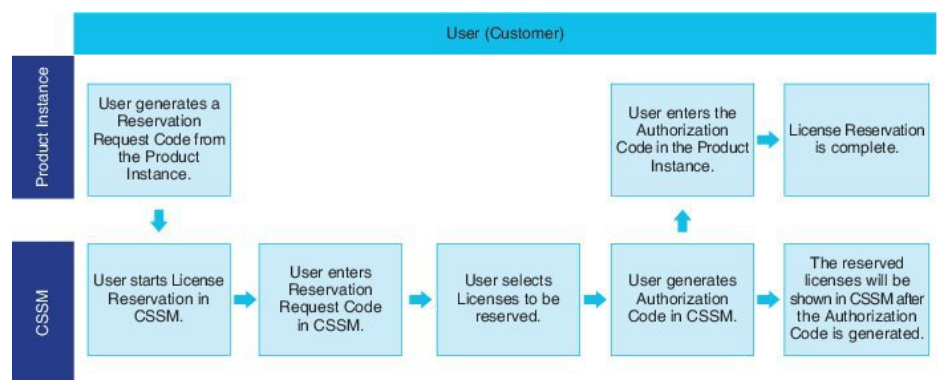 User (Customer)
Product Instance
User generates a
Reservation
Request Code from
the Product
Instance.
User enters the
Authorization
Code in the Product
Instance.
License Reservation
is complete.
CSSM
User starts License
Reservation in
CSSM.
User enters
Reservation
Request Code
in CSSM.
User selects
Licenses to be
reserved.
User generates
Authorization
Code in CSSM.
The reserved
licenses will be
shown in CSSM after
the Authorization
Code is generated.